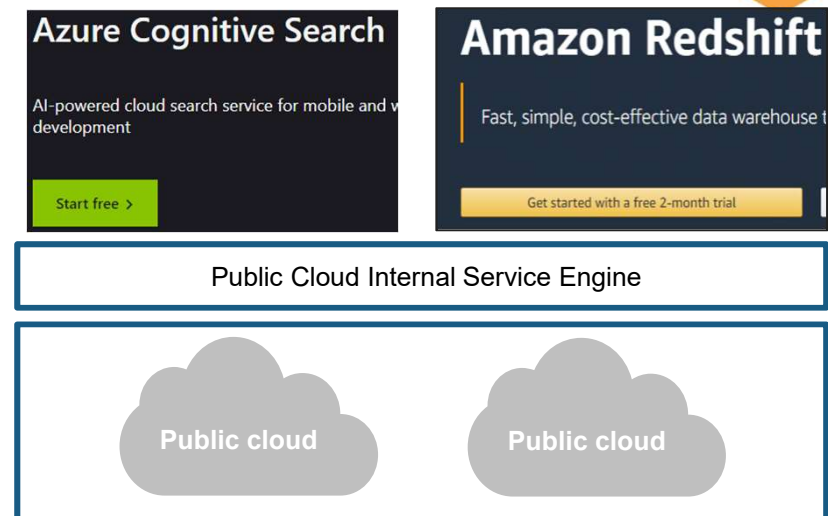 Azure Cognitive Search
AI-powered cloud search service for mobile and
development
Start free >
Amazon Redshift
Fast, simple, cost-effective data warehouse
Get started with a free 2-month trial
Public Cloud Internal Service Engine
Public cloud
Public cloud